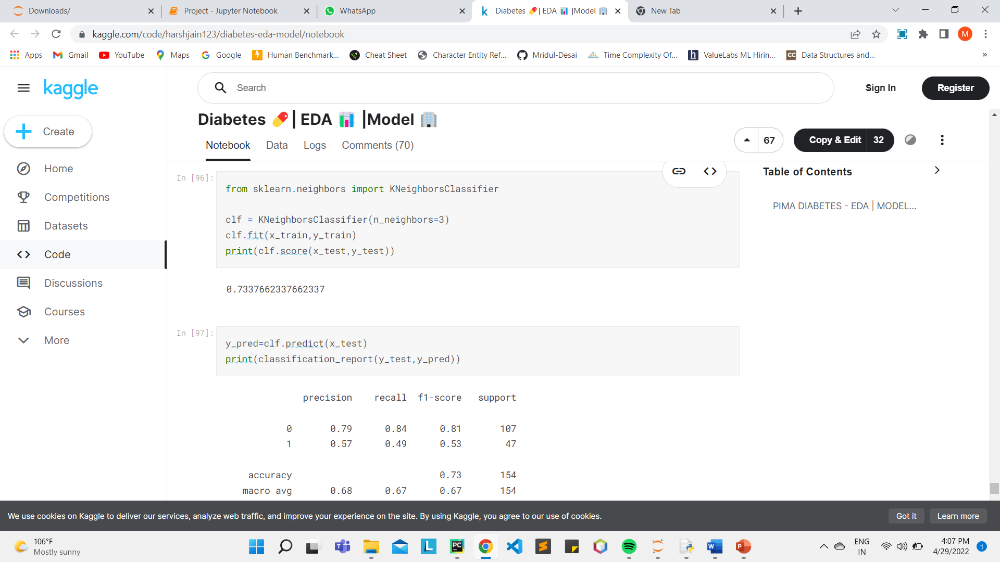 Downloads/
Project - Jupyter Notebook
WhatsApp
Diabetes 💊| EDA 📊 |Model 🏢
New Tab
kaggle.com/code/harshjain123/diabetes-eda-model/notebook
M
Apps
Gmail
YouTube
Maps
Google
Human Benchmark...
Cheat Sheet
Character Entity Ref...
Mridul-Desai
Time Complexity Of...
ValueLabs ML Hirin...
Data Structures and...
»
kaggle
Search
Sign In
Register
Create
Home
Competitions
Datasets
Code
Discussions
Courses
More
Diabetes 💊| EDA 📊 |Model 🏢
Notebook
Data
Logs
Comments (70)
67
Copy & Edit
32
Table of Contents
PIMA DIABETES - EDA | MODEL...
In [96]:
from sklearn.neighbors import KNeighborsClassifier
clf = KNeighborsClassifier(n_neighbors=3)
clf.fit(x_train,y_train)
print(clf.score(x_test,y_test))
0.7337662337662337
In [97]:
y_pred=clf.predict(x_test)
print(classification_report(y_test,y_pred))
precision recall f1-score support
0 0.79 0.84 0.81 107
1 0.57 0.49 0.53 47
accuracy 0.73 154
macro avg 0.68 0.67 0.67 154
We use cookies on Kaggle to deliver our services, analyze web traffic, and improve your experience on the site. By using Kaggle, you agree to our use of cookies.
Got it
Learn more
106°F
Mostly sunny
ENG
IN
4:07 PM
4/29/2022
1